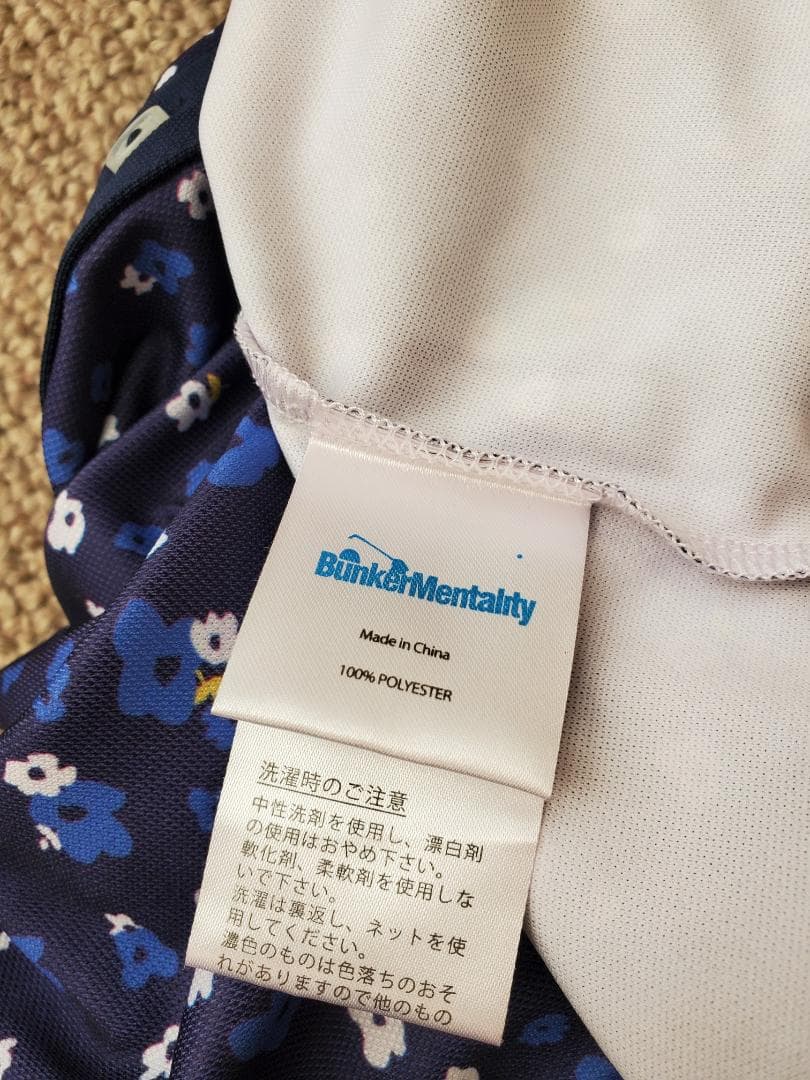 BunkerMentality
Made in China
100% POLYESTER
洗濯時のご注意
中性洗剤を使用し、漂白剤
の使用はおやめ下さい。
軟化剤、柔軟剤を使用しな
いで下さい。
洗濯は裏返し、ネットを使
用してください。
濃色のものは色落ちのおそ
れがありますので他のもの